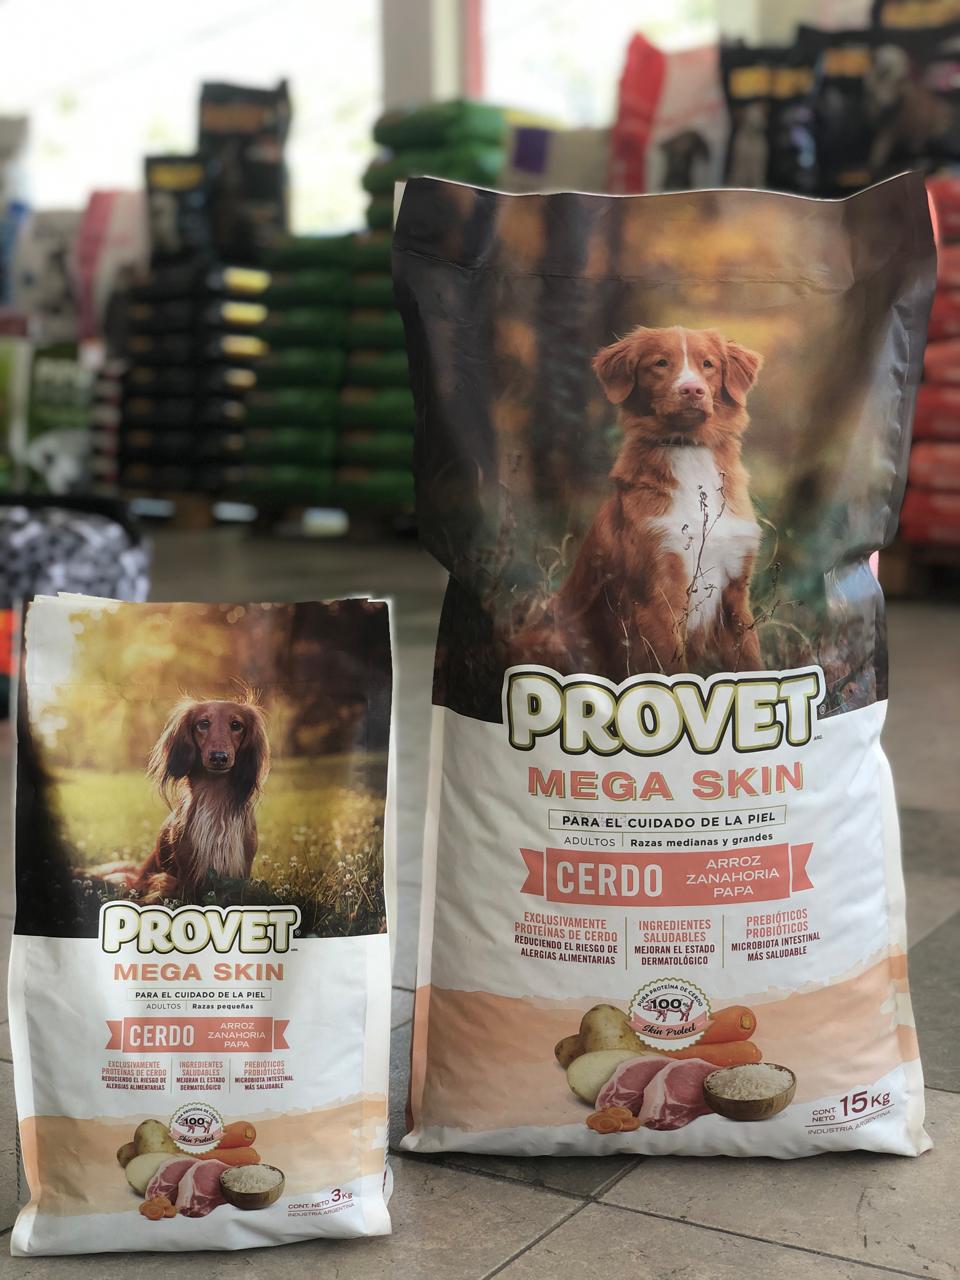 PROVET
MEGA SKIN
PARA EL CUIDADO DE LA PIEL
ADULTOS | Razas pequeñas
CERDO
ARROZ
ZANAHORIA
PAPA
EXCLUSIVAMENTE
PROTEÍNAS DE CERDO
REDUCIENDO EL RIESGO DE
ALERGIAS ALIMENTARIAS
INGREDIENTES
SALUDABLES
MEJORAN EL ESTADO
DERMATOLÓGICO
PREBIÓTICOS
PROBIÓTICOS
MICROBIOTA INTESTINAL
MÁS SALUDABLE
PURA PROTEÍNA DE CERDO
100
Skin Protect
CONT. NETO 3Kg
INDUSTRIA ARGENTINA
PROVET®
ARG.
MEGA SKIN
PARA EL CUIDADO DE LA PIEL
ADULTOS | Razas medianas y grandes
CERDO
ARROZ
ZANAHORIA
PAPA
EXCLUSIVAMENTE
PROTEÍNAS DE CERDO
REDUCIENDO EL RIESGO DE
ALERGIAS ALIMENTARIAS
INGREDIENTES
SALUDABLES
MEJORAN EL ESTADO
DERMATOLÓGICO
PREBIÓTICOS
PROBIÓTICOS
MICROBIOTA INTESTINAL
MÁS SALUDABLE
PURA PROTEÍNA DE CERDO
100
Skin Protect
CONT.
NETO 15Kg
INDUSTRIA ARGENTINA